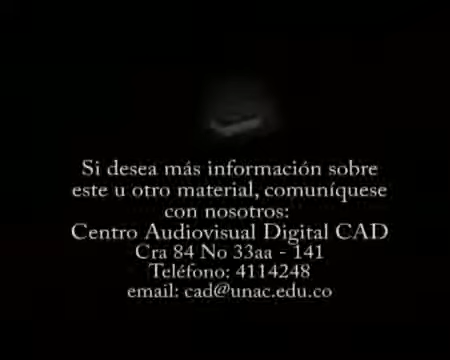 Si desea más información sobre
este u otro material, comuníquese
con nosotros:
Centro Audiovisual Digital CAD
Cra 84 No 33aa - 141
Teléfono: 4114248
email: cad@unac.edu.co